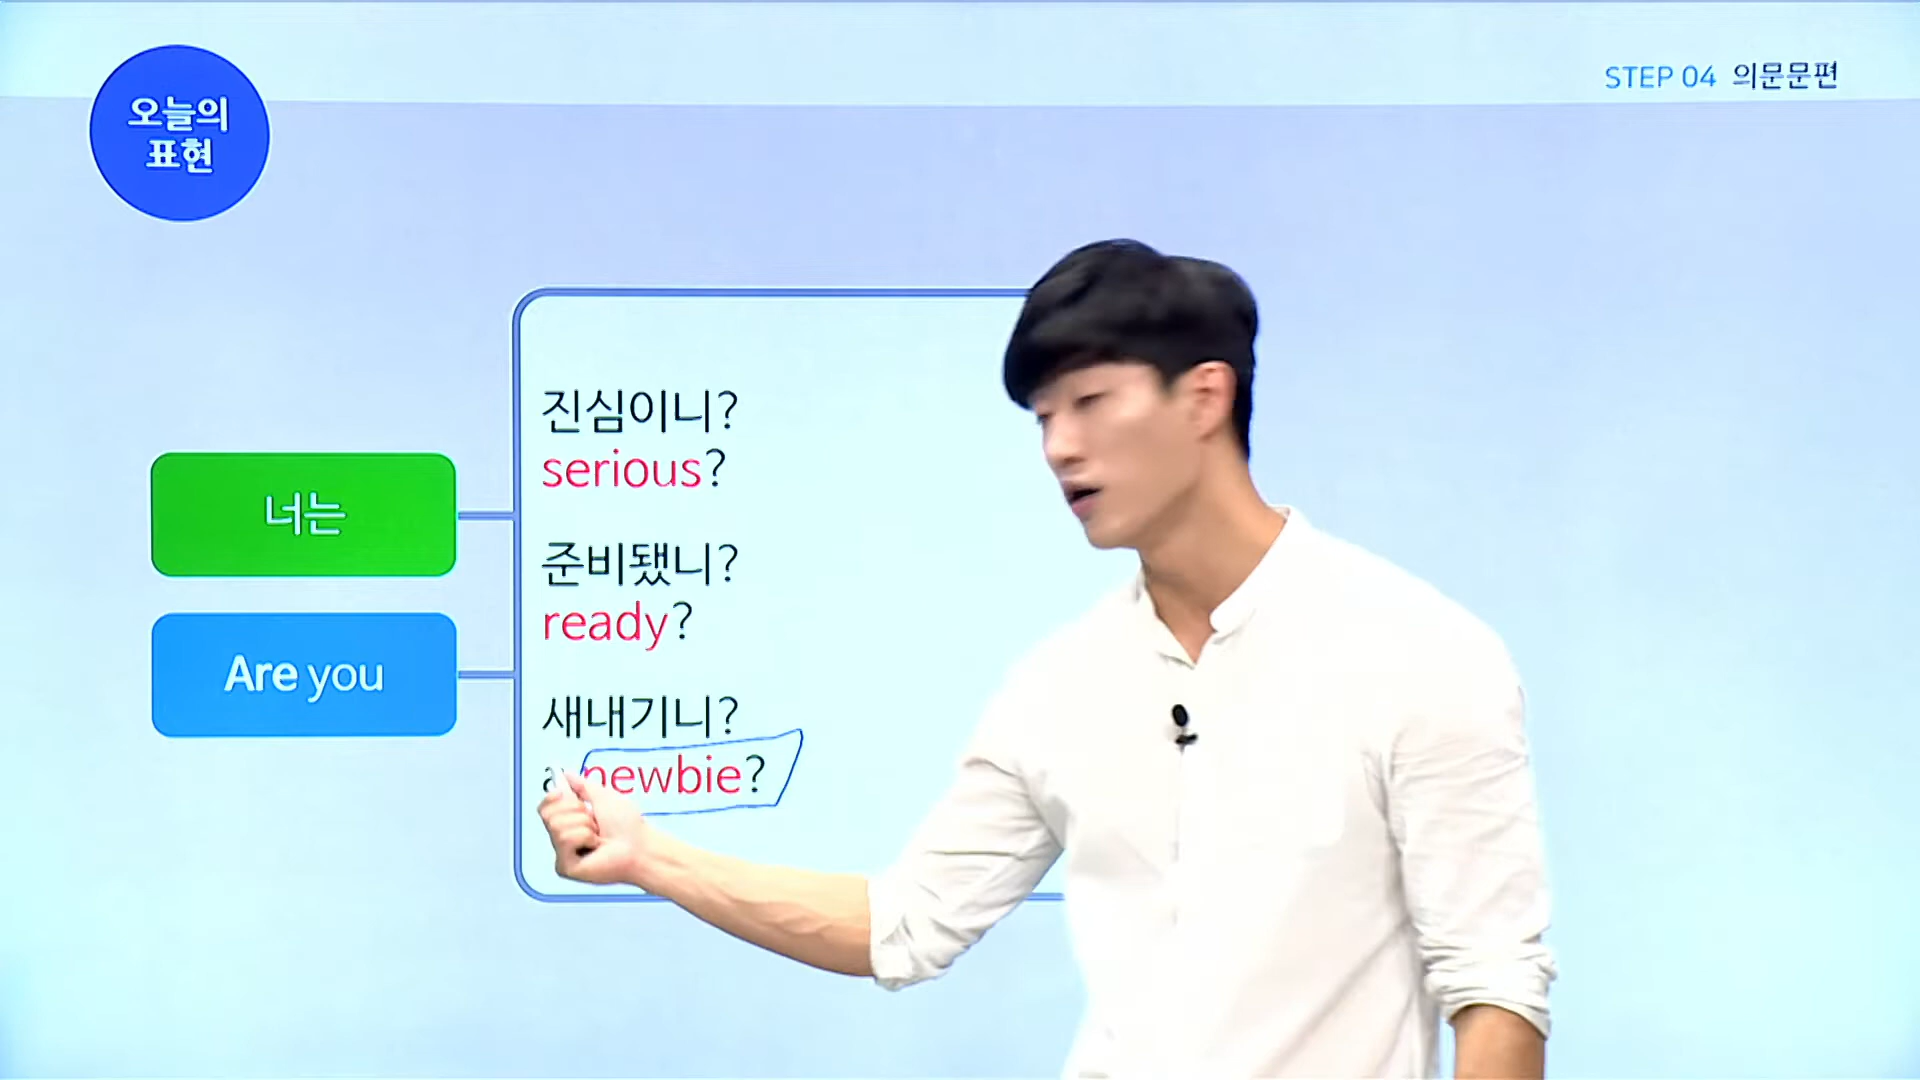 오늘의
표현
STEP 04 의문문편
진심이니?
serious?
너는
준비됐니?
ready?
Are you
새내기니?
a newbie?